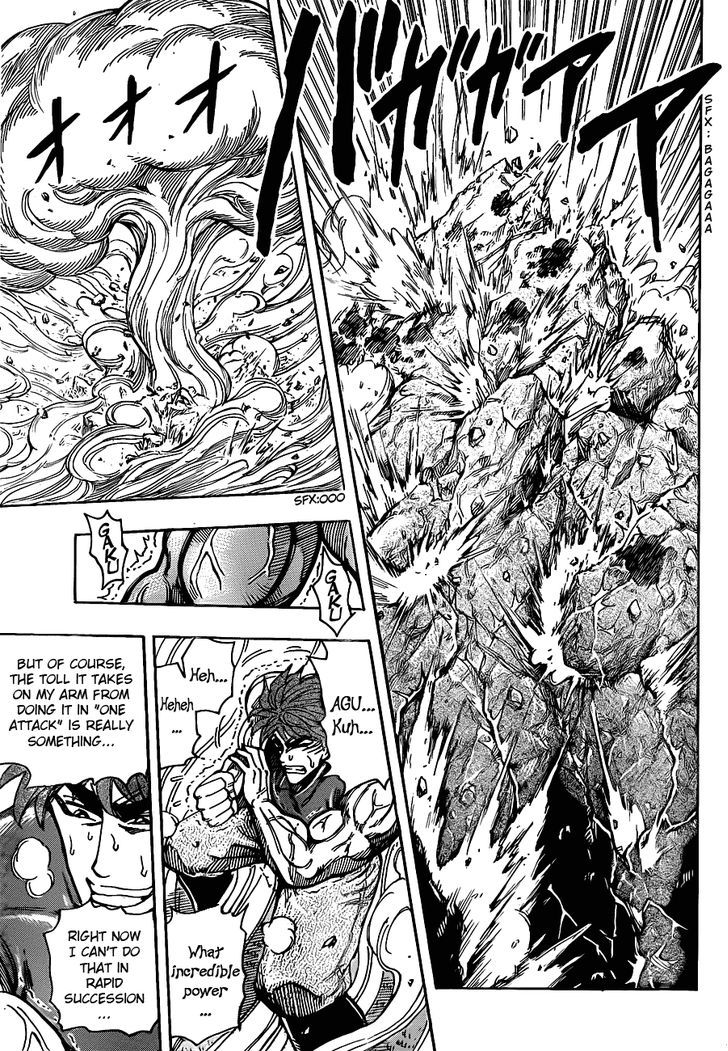 バガガァァ
SFX: BAGAGAAA
オオオ
SFX:OOO
GAKU
GAKU
AGU...
Kuh...
Heh...
Heheh
...
What
incredible
power
...
BUT OF COURSE,
THE TOLL IT TAKES
ON MY ARM FROM
DOING IT IN "ONE
ATTACK" IS REALLY
SOMETHING...
RIGHT NOW
I CAN'T DO
THAT IN
RAPID
SUCCESSION
...